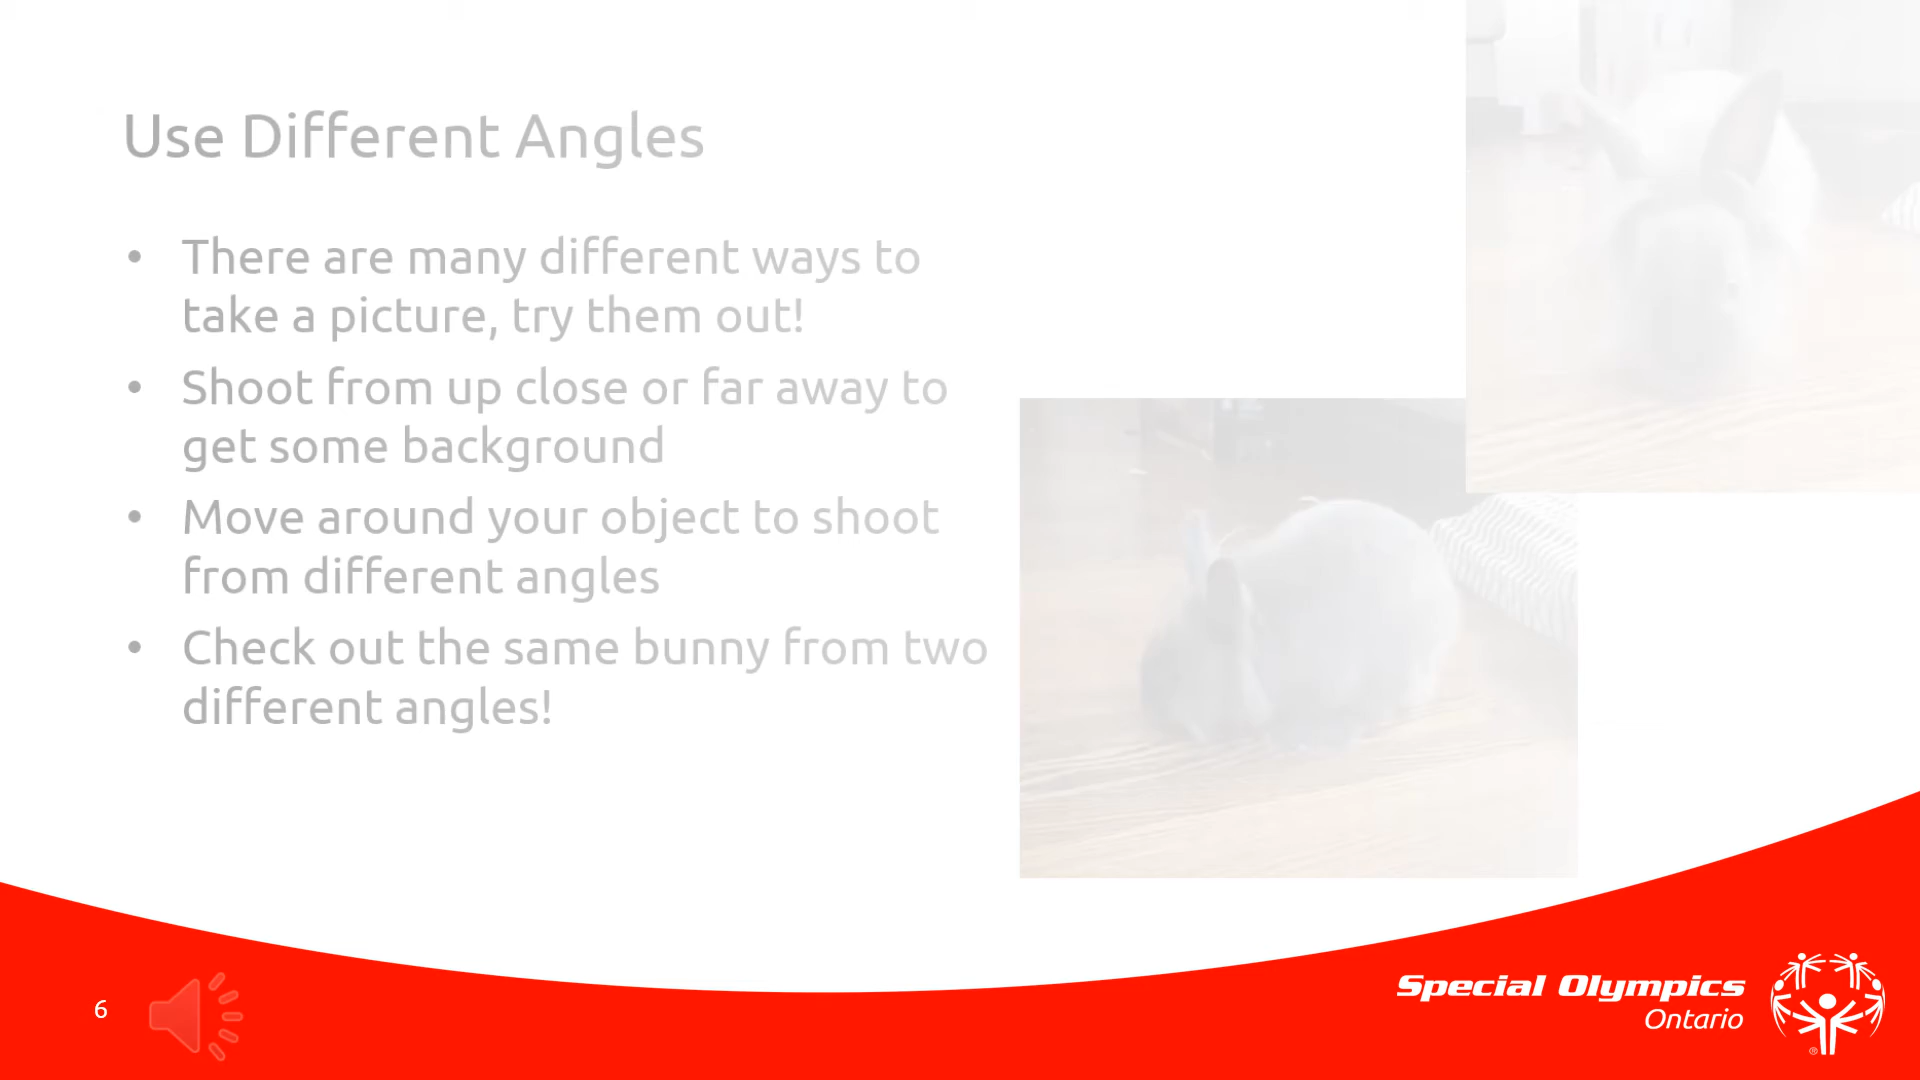 Use Different Angles
• There are many different ways to
take a picture, try them out!
• Shoot from up close or far away to
get some background
• Move around your object to shoot
from different angles
• Check out the same bunny from two
different angles!
6
Special Olympics
Ontario
®